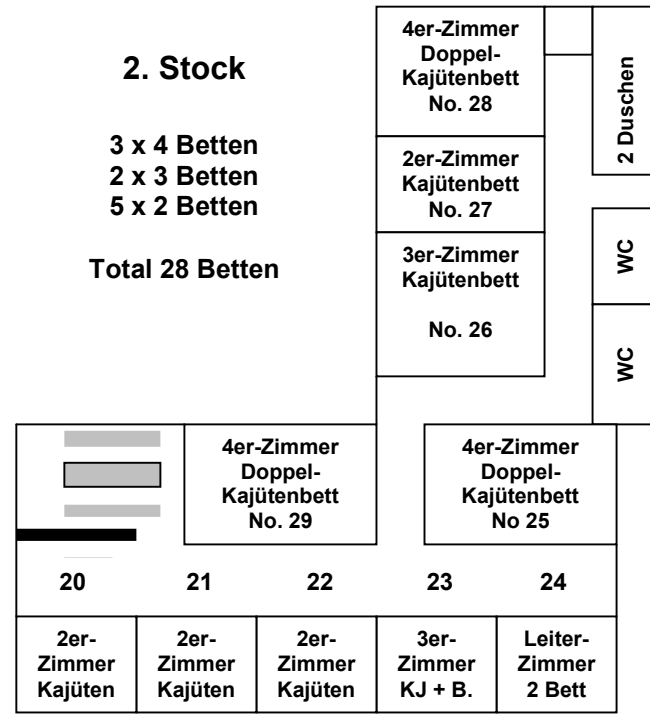 2. Stock
3 x 4 Betten
2 x 3 Betten
5 x 2 Betten
Total 28 Betten
4er-Zimmer
Doppel-
Kajütenbett
No. 28
2 Duschen
2er-Zimmer
Kajütenbett
No. 27
WC
3er-Zimmer
Kajütenbett
No. 26
WC
4er-Zimmer
Doppel-
Kajütenbett
No. 29
4er-Zimmer
Doppel-
Kajütenbett
No 25
20 21 22 23 24
2er-
Zimmer
Kajüten
2er-
Zimmer
Kajüten
2er-
Zimmer
Kajüten
3er-
Zimmer
KJ + B.
Leiter-
Zimmer
2 Bett